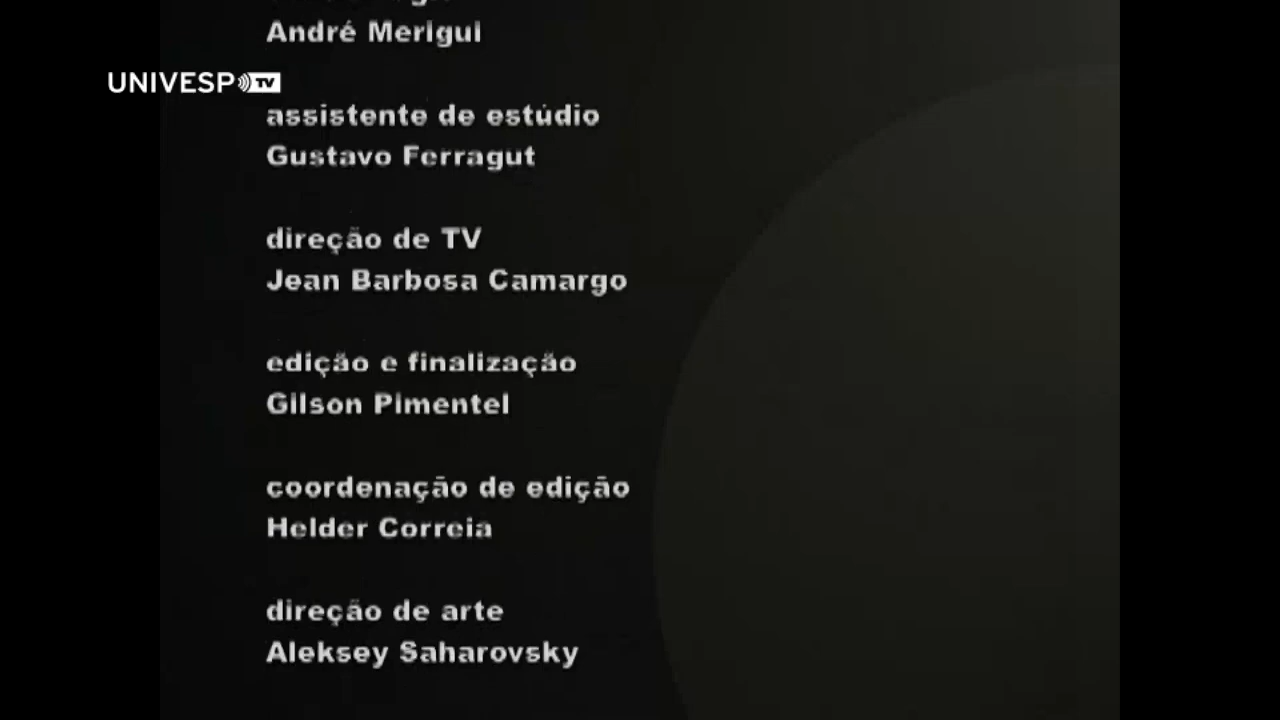 André Merigui
UNIVESP TV
assistente de estúdio
Gustavo Ferragut
direção de TV
Jean Barbosa Camargo
edição e finalização
Gilson Pimentel
coordenação de edição
Helder Correia
direção de arte
Aleksey Saharovsky